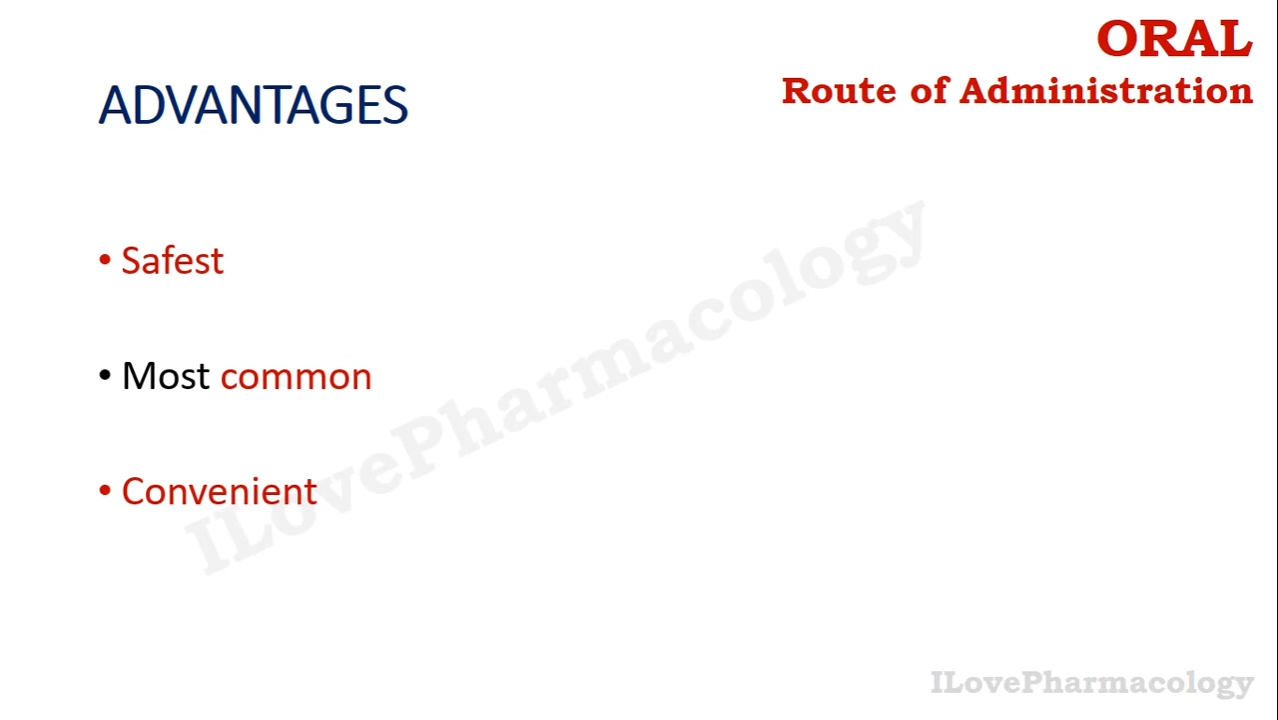 ORAL
Route of Administration
ADVANTAGES
• Safest
• Most common
• Convenient
ILovePharmacology
ILovePharmacology